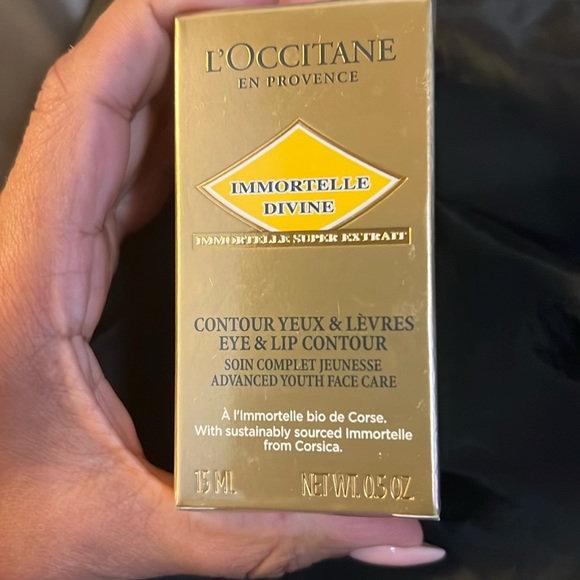 L'OCCITANE
EN PROVENCE
IMMORTELLE
DIVINE
IMMORTELLE SUPER EXTRAIT
CONTOUR YEUX & LÈVRES
EYE & LIP CONTOUR
SOIN COMPLET JEUNESSE
ADVANCED YOUTH FACE CARE
À l'Immortelle bio de Corse.
With sustainably sourced Immortelle
from Corsica.
15 ML NET WT. 0.5 OZ.